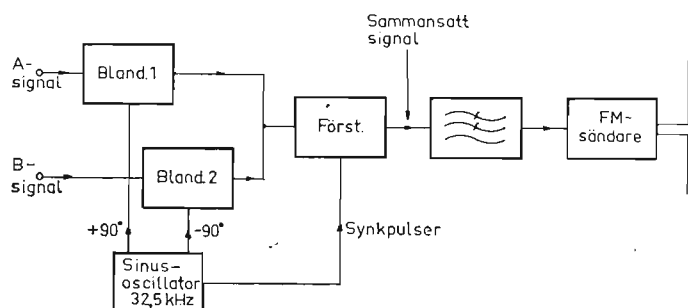 Sammansatt
signal
A-
signal
Bland.1
Först.
FM-
sändare
B-
signal
Bland.2
+90°
-90°
Synkpulser
Sinus-
oscillator
32,5 kHz